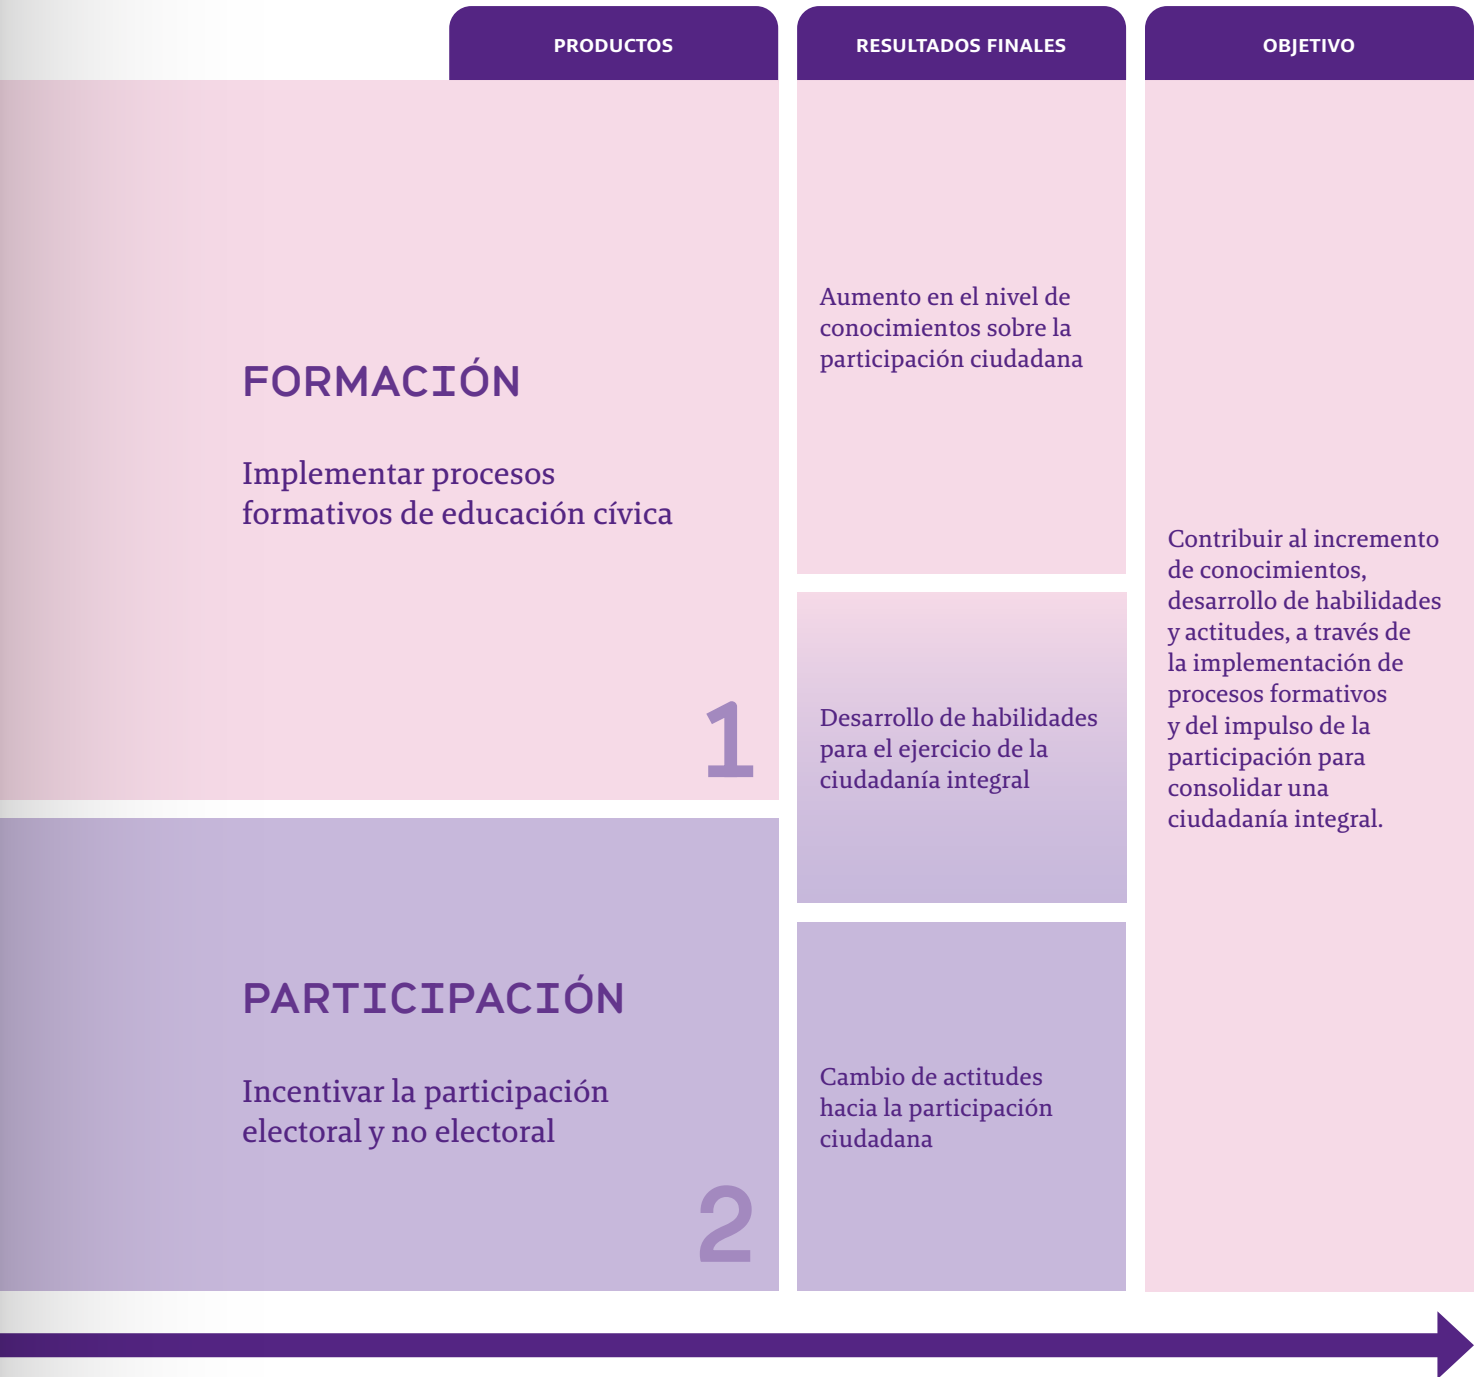 PRODUCTOS
RESULTADOS FINALES
OBJETIVO
FORMACIÓN
Implementar procesos
formativos de educación cívica
1
PARTICIPACIÓN
Incentivar la participación
electoral y no electoral
2
Aumento en el nivel de
conocimientos sobre la
participación ciudadana
Desarrollo de habilidades
para el ejercicio de la
ciudadanía integral
Cambio de actitudes
hacia la participación
ciudadana
Contribuir al incremento
de conocimientos,
desarrollo de habilidades
y actitudes, a través de
la implementación de
procesos formativos
y del impulso de la
participación para
consolidar una
ciudadanía integral.